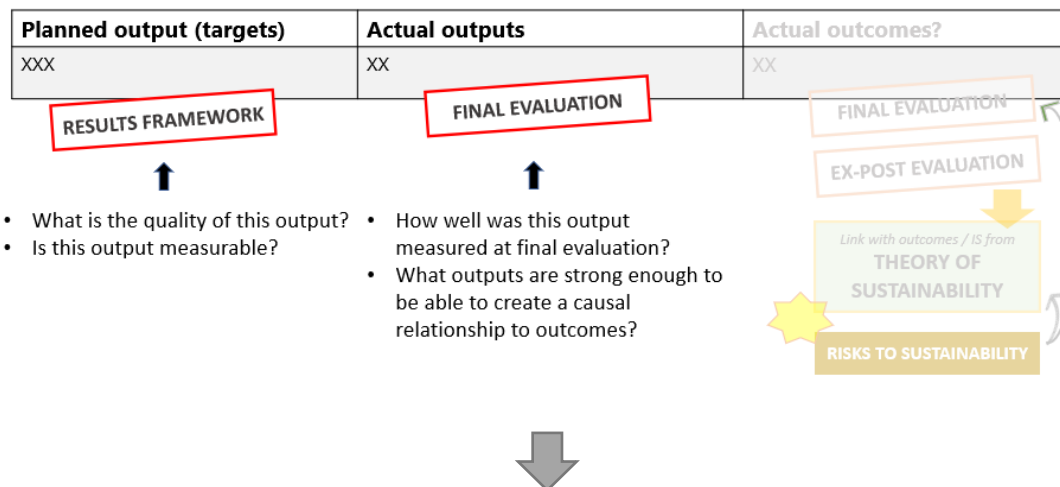 Planned output (targets)
Actual outputs
Actual outcomes?
XXX
XX
XX
RESULTS FRAMEWORK
FINAL EVALUATION
FINAL EVALUATION
EX-POST EVALUATION
• What is the quality of this output?
• Is this output measurable?
• How well was this output
measured at final evaluation?
• What outputs are strong enough to
be able to create a causal
relationship to outcomes?
Link with outcomes / IS from
THEORY OF
SUSTAINABILITY
RISKS TO SUSTAINABILITY